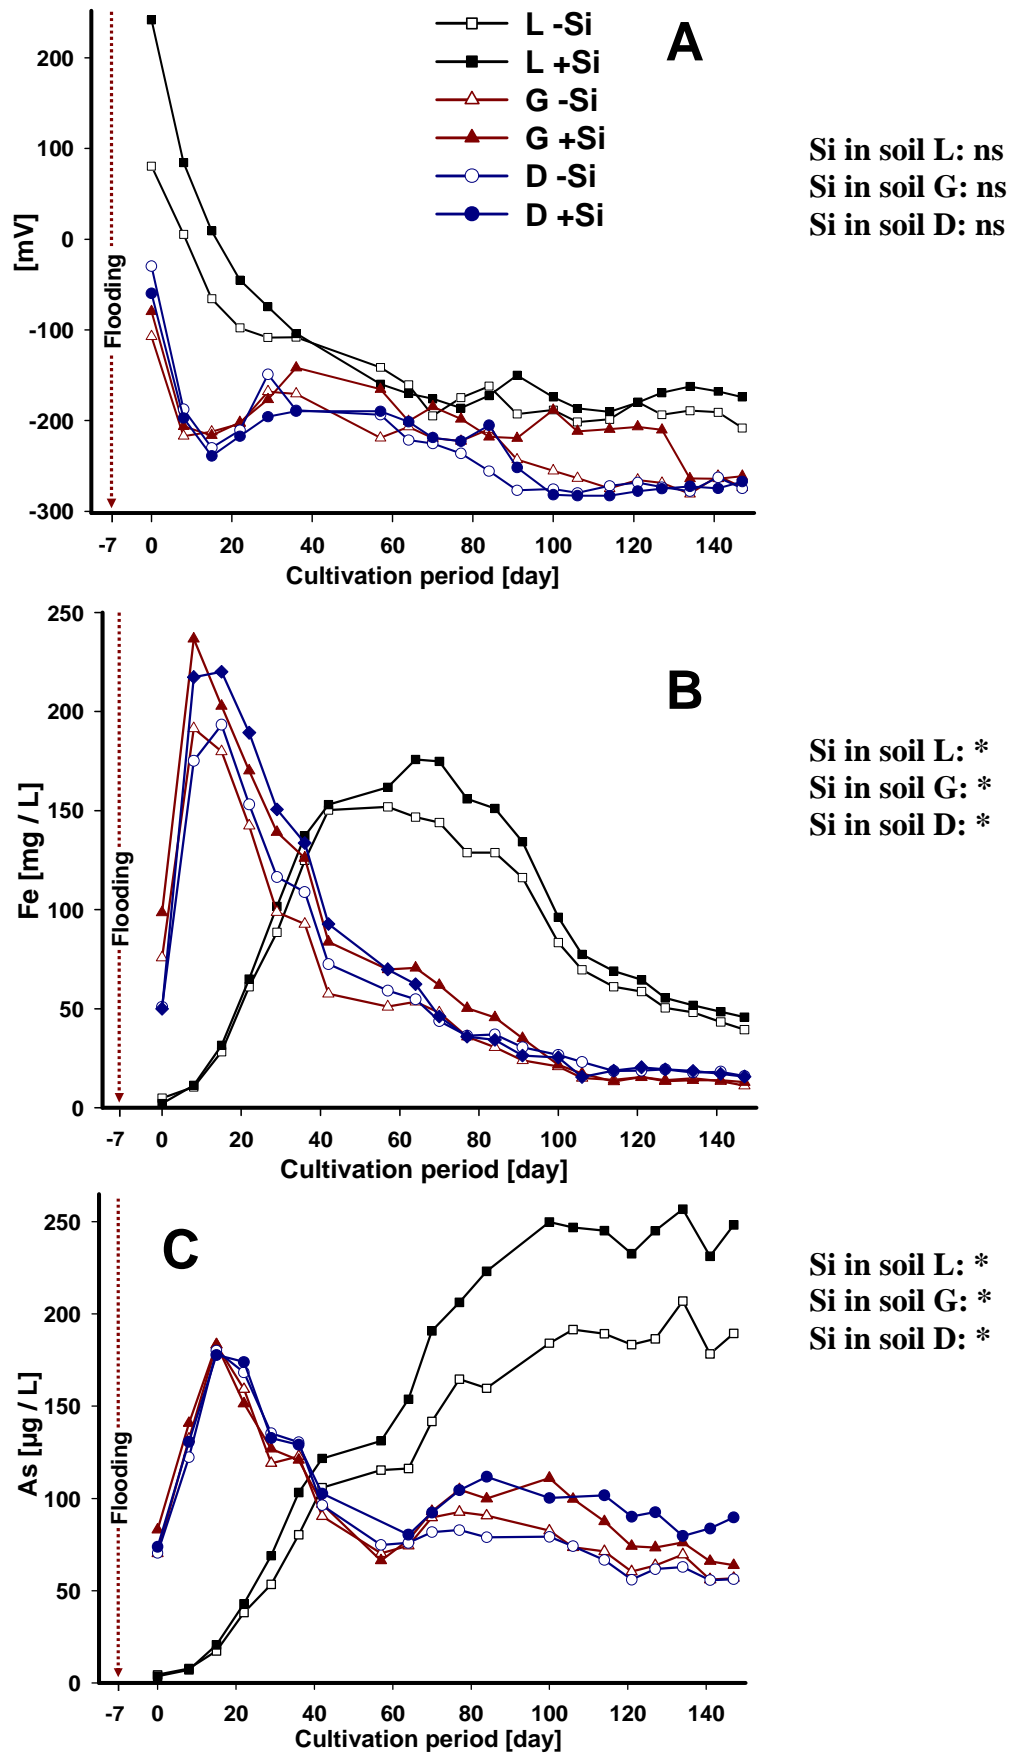 A
L -Si
L +Si
G -Si
G +Si
D -Si
D +Si
Si in soil L: ns
Si in soil G: ns
Si in soil D: ns
[mV]
200
100
0
-100
-200
-300
Flooding
-7 0 20 40 60 80 100 120 140
Cultivation period [day]
B
Si in soil L: *
Si in soil G: *
Si in soil D: *
Fe [mg / L]
250
200
150
100
50
0
Flooding
-7 0 20 40 60 80 100 120 140
Cultivation period [day]
C
Si in soil L: *
Si in soil G: *
Si in soil D: *
As [µg / L]
250
200
150
100
50
0
Flooding
-7 0 20 40 60 80 100 120 140
Cultivation period [day]